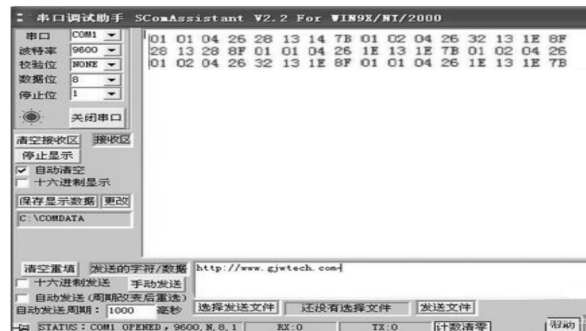 串口调试助手 SComAssistant V2.2 For WIN9X/NT/2000
串口 COM1
波特率 9600
校验位 NONE
数据位 8
停止位 1
关闭串口
01 01 04 26 28 13 14 7B 01 02 04 26 32 13 1E 8F
28 13 28 8F 01 01 04 26 1E 13 1E 7B 01 02 04 26
01 02 04 26 32 13 1E 8F 01 01 04 26 1E 13 1E 7B
清空接收区 接收区
停止显示
自动清空
十六进制显示
保存显示数据 更改
C:\COMDATA
清空重填 发送的字符/数据 http://www.gjwtech.com
十六进制发送 手动发送
自动发送(周期改变后重选)
自动发送周期: 1000 毫秒 选择发送文件 还没有选择文件 发送文件
STATUS: COM1 OPENED, 9600,N,8,1 RX:0 TX:0 计数清零 帮助